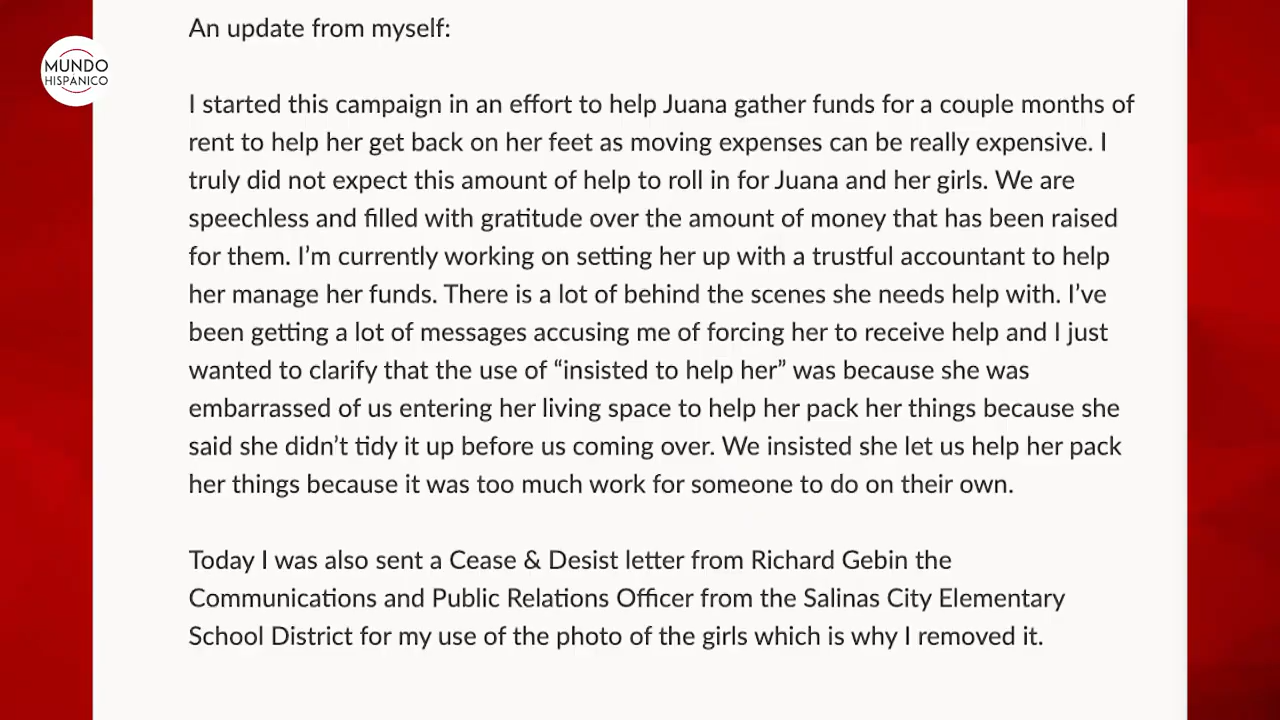 An update from myself:
MUNDO
HISPÁNICO
I started this campaign in an effort to help Juana gather funds for a couple months of
rent to help her get back on her feet as moving expenses can be really expensive. I
truly did not expect this amount of help to roll in for Juana and her girls. We are
speechless and filled with gratitude over the amount of money that has been raised
for them. I’m currently working on setting her up with a trustful accountant to help
her manage her funds. There is a lot of behind the scenes she needs help with. I’ve
been getting a lot of messages accusing me of forcing her to receive help and I just
wanted to clarify that the use of “insisted to help her” was because she was
embarrassed of us entering her living space to help her pack her things because she
said she didn’t tidy it up before us coming over. We insisted she let us help her pack
her things because it was too much work for someone to do on their own.
Today I was also sent a Cease & Desist letter from Richard Gebin the
Communications and Public Relations Officer from the Salinas City Elementary
School District for my use of the photo of the girls which is why I removed it.